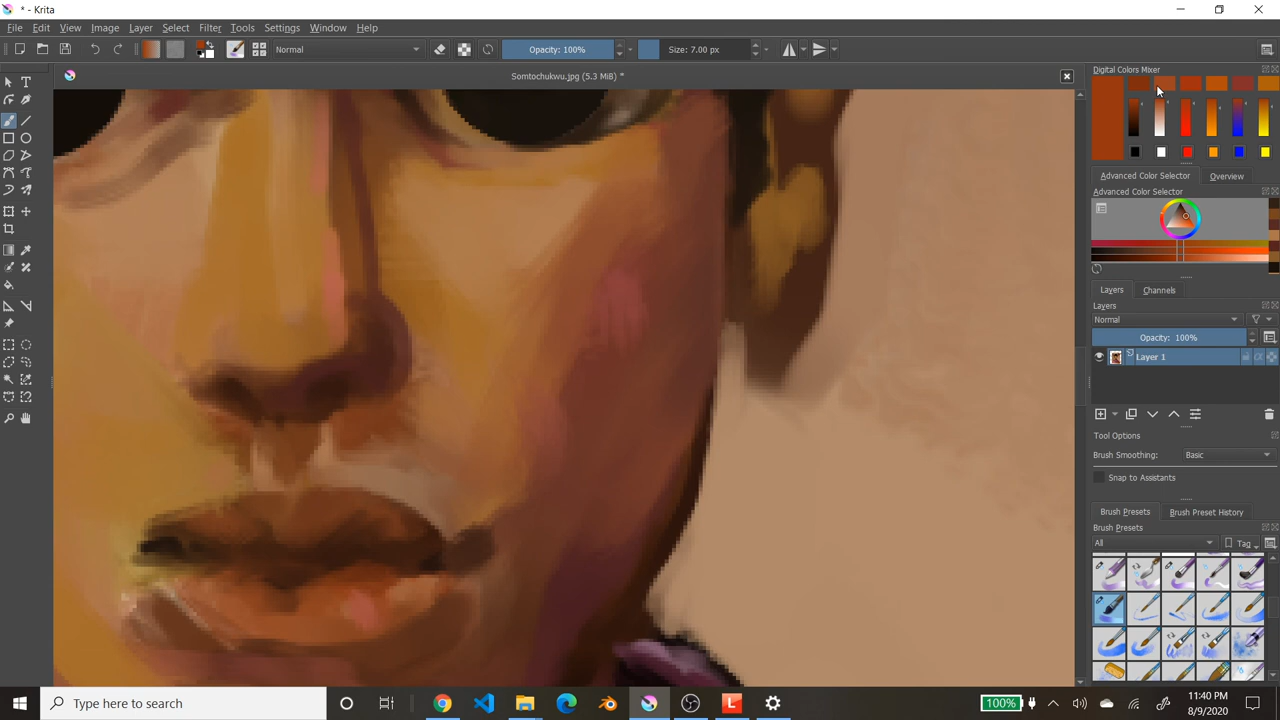 * - Krita
File Edit View Image Layer Select Filter Tools Settings Window Help
Normal Opacity: 100% Size: 7.00 px
Somtochukwu.jpg (5.3 MiB) *
Digital Colors Mixer
Advanced Color Selector Overview
Advanced Color Selector
Layers Channels
Layers
Normal
Opacity: 100%
Layer 1
Tool Options
Brush Smoothing: Basic
Snap to Assistants
Brush Presets Brush Preset History
Brush Presets
All Tag
Type here to search
100%
11:40 PM
8/9/2020